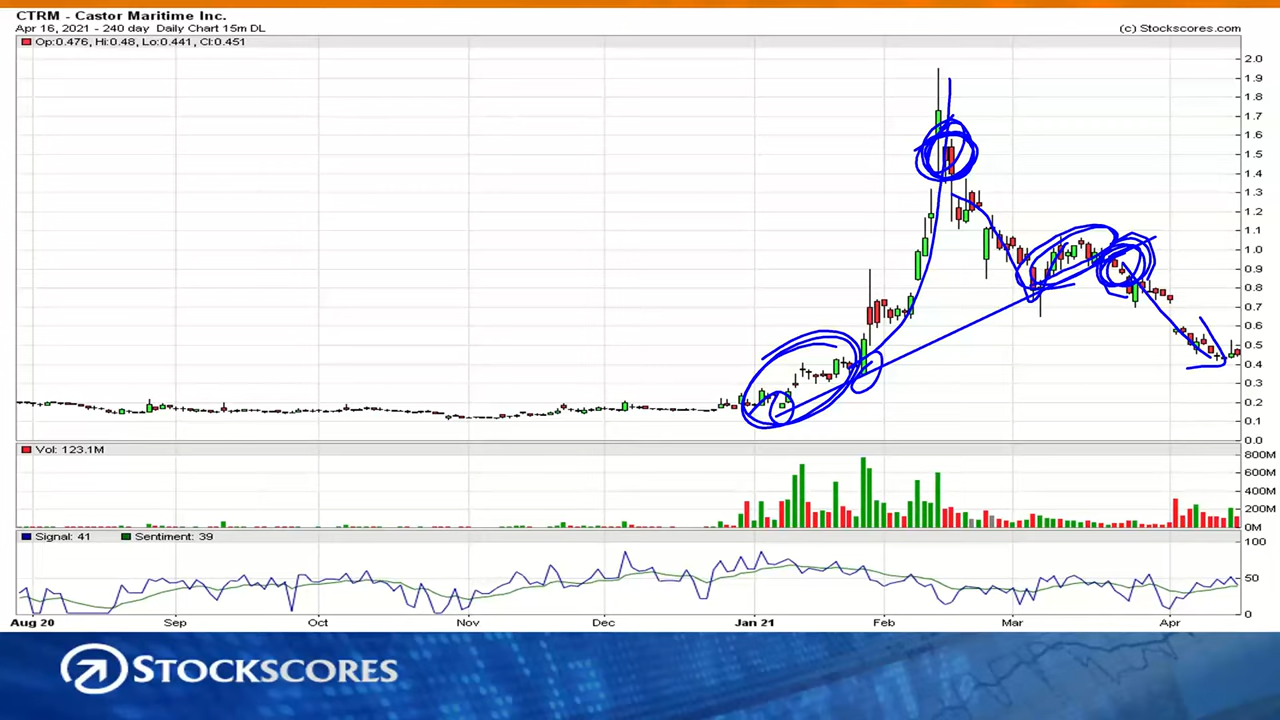 CTRM - Castor Maritime Inc.
Apr 16, 2021 - 240 day Daily Chart 15m DL
(c) Stockscores.com
Op:0.476, Hi:0.48, Lo:0.441, Cl:0.451
2.0
1.9
1.8
1.7
1.6
1.5
1.4
1.3
1.2
1.1
1.0
0.9
0.8
0.7
0.6
0.5
0.4
0.3
0.2
0.1
0.0
Vol: 123.1M
800M
600M
400M
200M
0M
Signal: 41 Sentiment: 39
100
50
0
Aug 20 Sep Oct Nov Dec Jan 21 Feb Mar Apr
STOCKSCORES